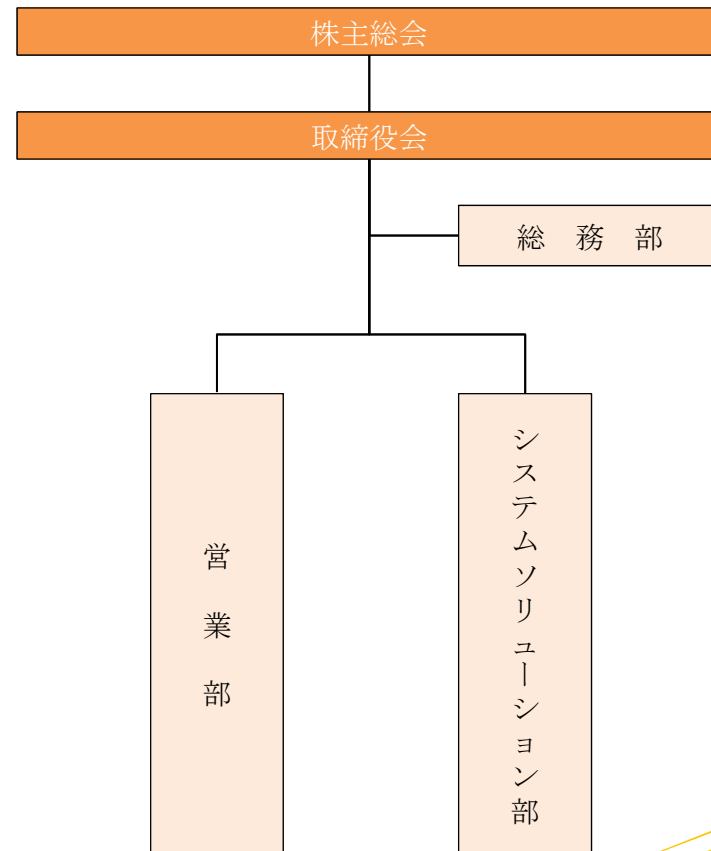 株主総会
取締役会
総務部
営業部
システムソリューション部